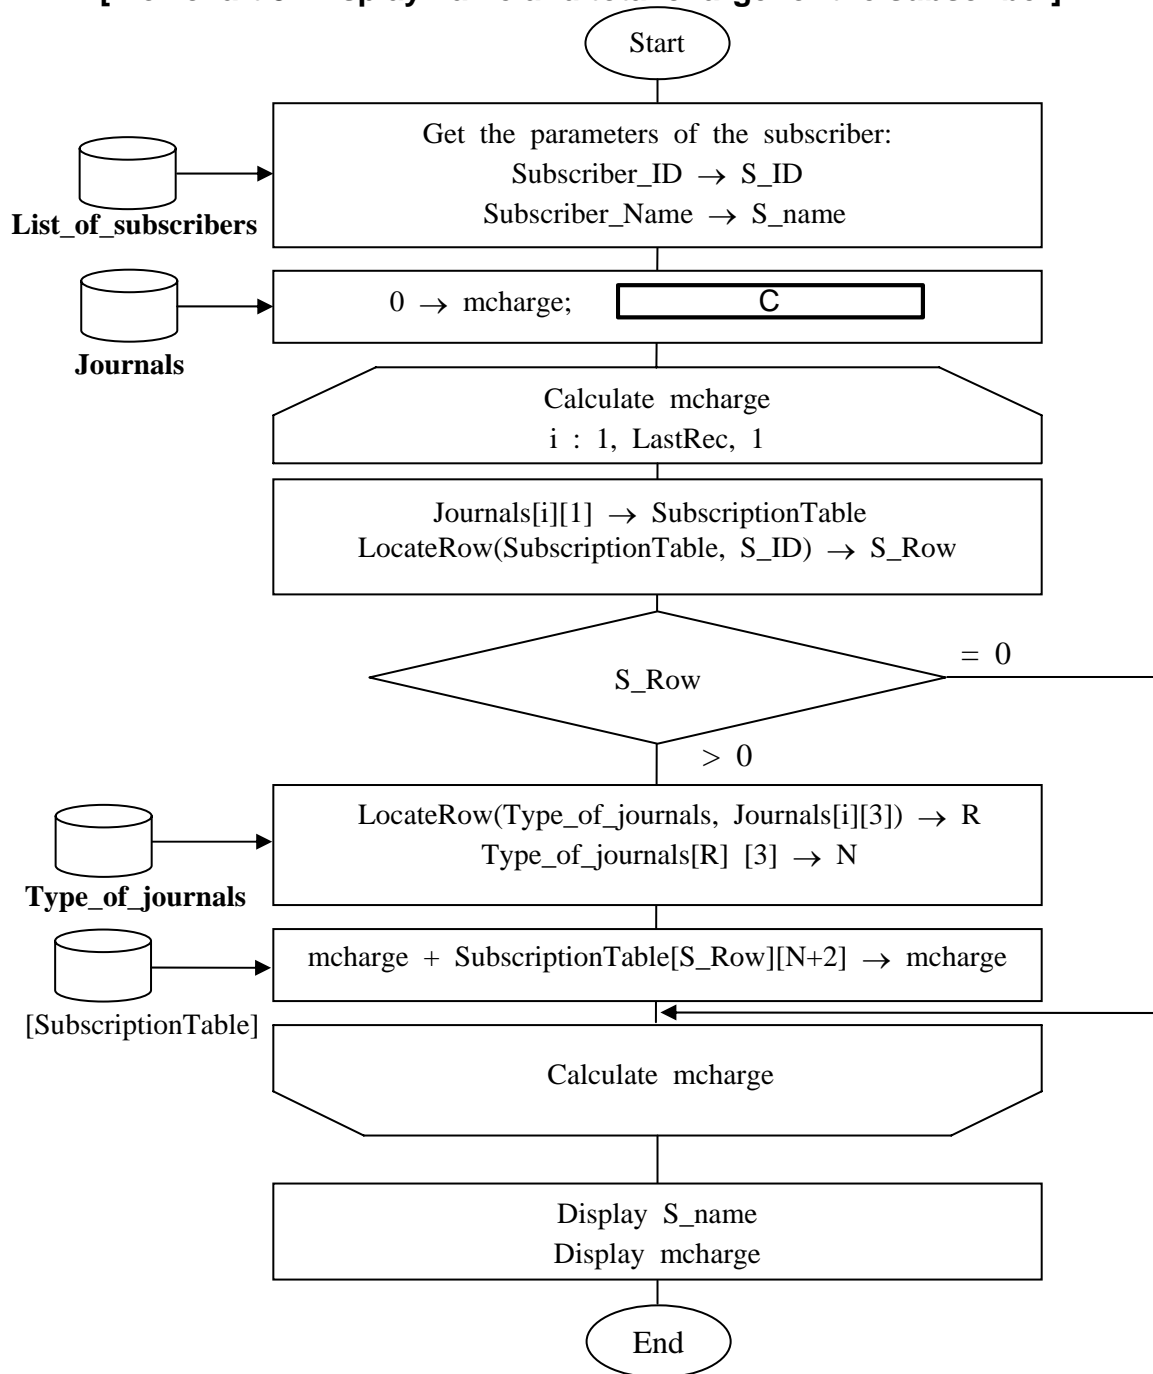 Start
Get the parameters of the subscriber:
Subscriber_ID → S_ID
Subscriber_Name → S_name
List_of_subscribers
0 → mcharge;
C
Journals
Calculate mcharge
i : 1, LastRec, 1
Journals[i][1] → SubscriptionTable
LocateRow(SubscriptionTable, S_ID) → S_Row
S_Row
= 0
> 0
LocateRow(Type_of_journals, Journals[i][3]) → R
Type_of_journals[R] [3] → N
Type_of_journals
mcharge + SubscriptionTable[S_Row][N+2] → mcharge
[SubscriptionTable]
Calculate mcharge
Display S_name
Display mcharge
End